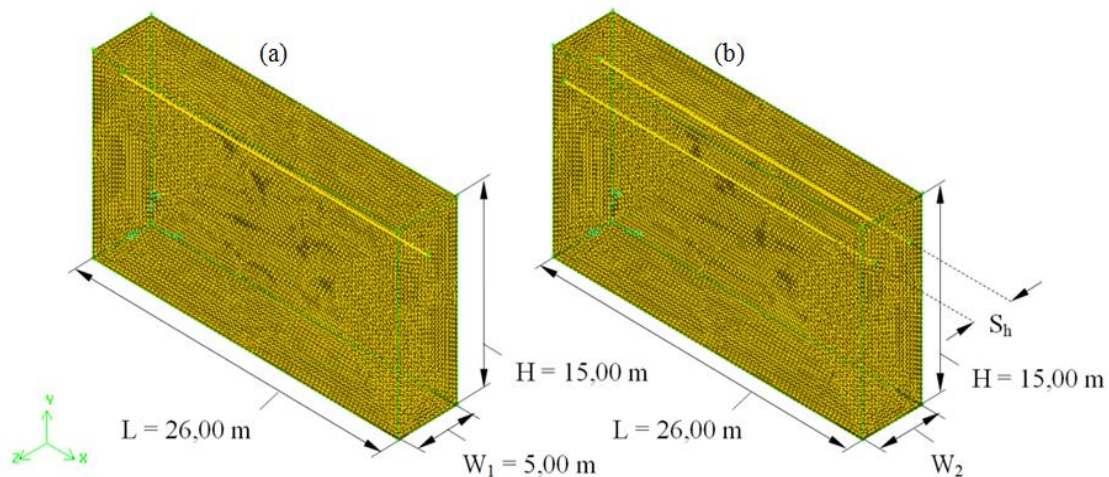 (a)
H = 15,00 m
L = 26,00 m
W₁ = 5,00 m
(b)
Sₕ
H = 15,00 m
L = 26,00 m
W₂
Y
Z
X